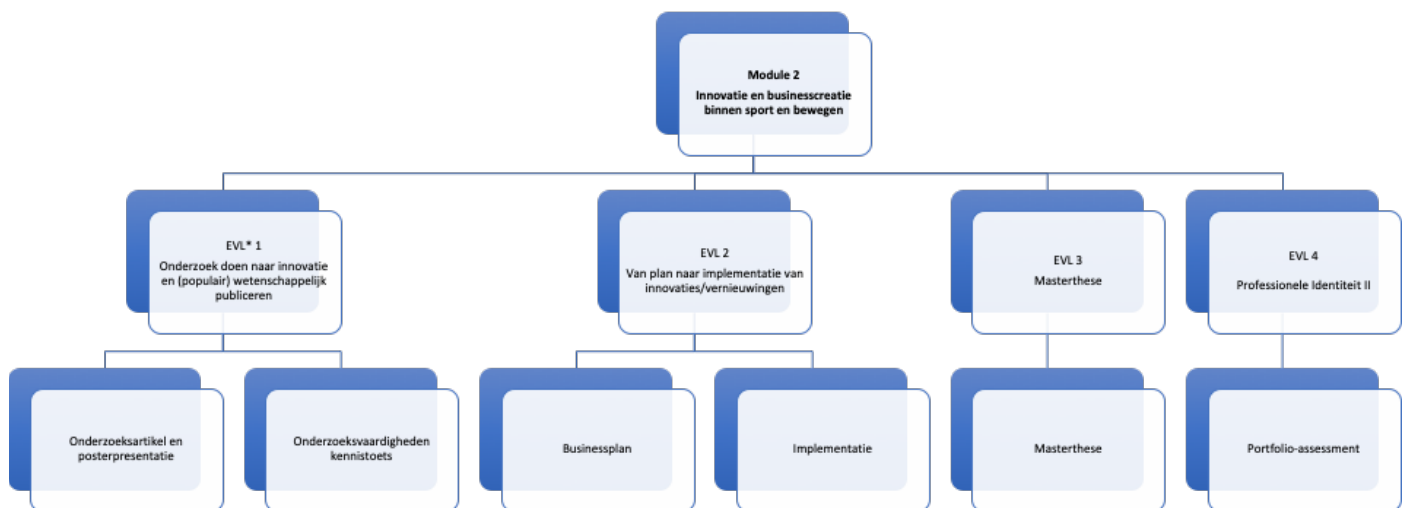 Module 2
Innovatie en businesscreatie
binnen sport en bewegen
EVL* 1
Onderzoek doen naar innovatie
en (populair) wetenschappelijk
publiceren
EVL 2
Van plan naar implementatie van
innovaties/vernieuwingen
EVL 3
Masterthese
EVL 4
Professionele Identiteit II
Onderzoeksartikel en
posterpresentatie
Onderzoeksvaardigheden
kennistoets
Businessplan
Implementatie
Masterthese
Portfolio-assessment